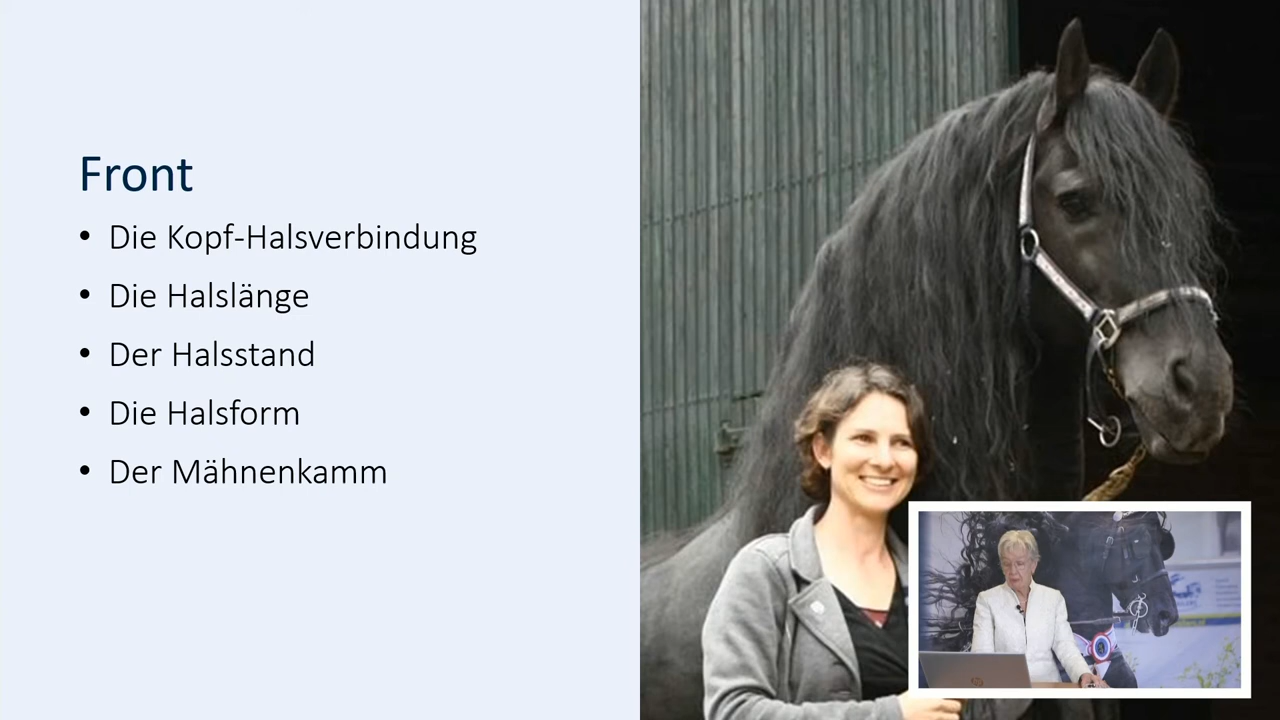 Front
• Die Kopf-Halsverbindung
• Die Halslänge
• Der Halsstand
• Die Halsform
• Der Mähnenkamm